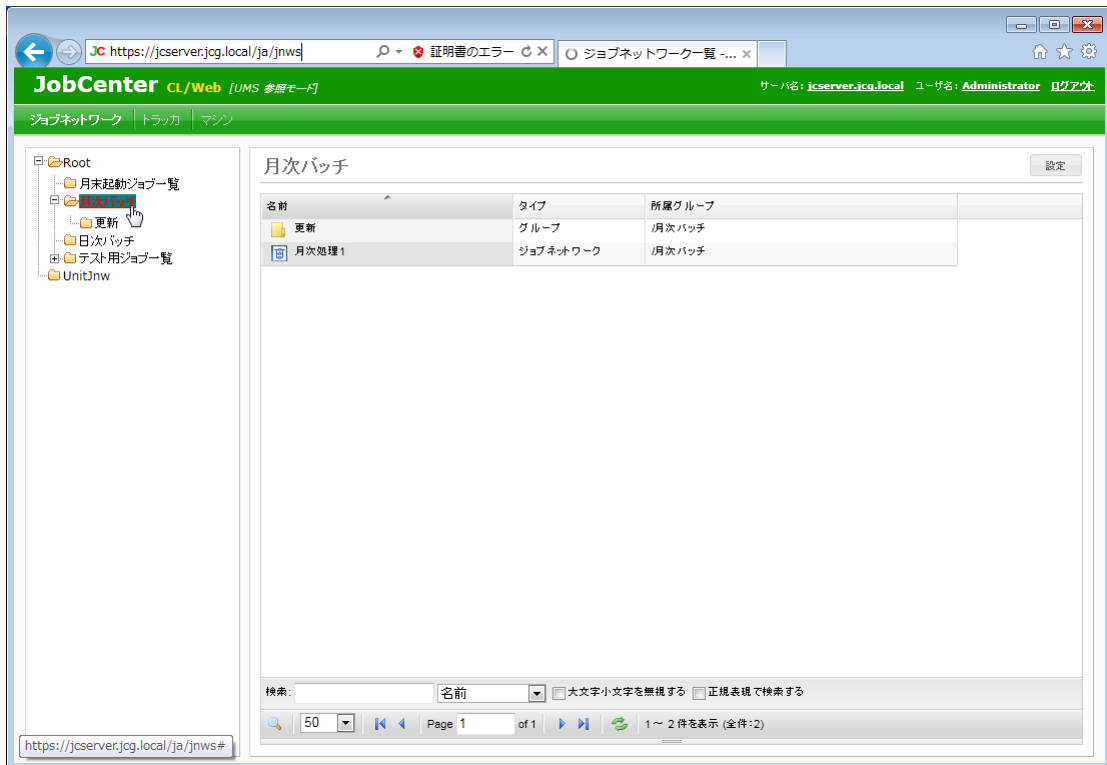 JC https://jcserver.jcg.local/ja/jnws 証明書のエラー ジョブネットワーク一覧 -...
JobCenter CL/Web [UMS 参照モード] サーバ名: jcserver.jcg.local ユーザ名: Administrator ログアウト
ジョブネットワーク トラッカ マシン
Root
月末起動ジョブ一覧
月次バッチ
更新
日次バッチ
テスト用ジョブ一覧
UnitJnw
月次バッチ 設定
名前 タイプ 所属グループ
更新 グループ /月次バッチ
月次処理1 ジョブネットワーク /月次バッチ
検索: 名前 大文字小文字を無視する 正規表現で検索する
50 Page 1 of 1 1～ 2 件を表示 (全件:2)
https://jcserver.jcg.local/ja/jnws#